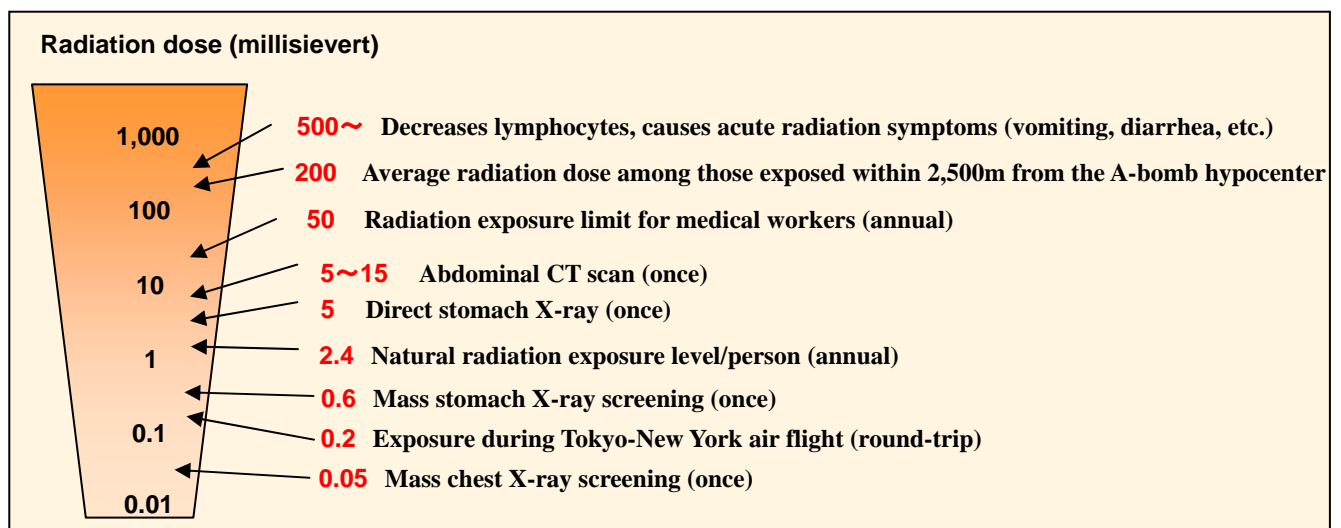 Radiation dose (millisievert)
1,000
500～ Decreases lymphocytes, causes acute radiation symptoms (vomiting, diarrhea, etc.)
200 Average radiation dose among those exposed within 2,500m from the A-bomb hypocenter
100
50 Radiation exposure limit for medical workers (annual)
5～15 Abdominal CT scan (once)
10
5 Direct stomach X-ray (once)
2.4 Natural radiation exposure level/person (annual)
1
0.6 Mass stomach X-ray screening (once)
0.1
0.2 Exposure during Tokyo-New York air flight (round-trip)
0.05 Mass chest X-ray screening (once)
0.01